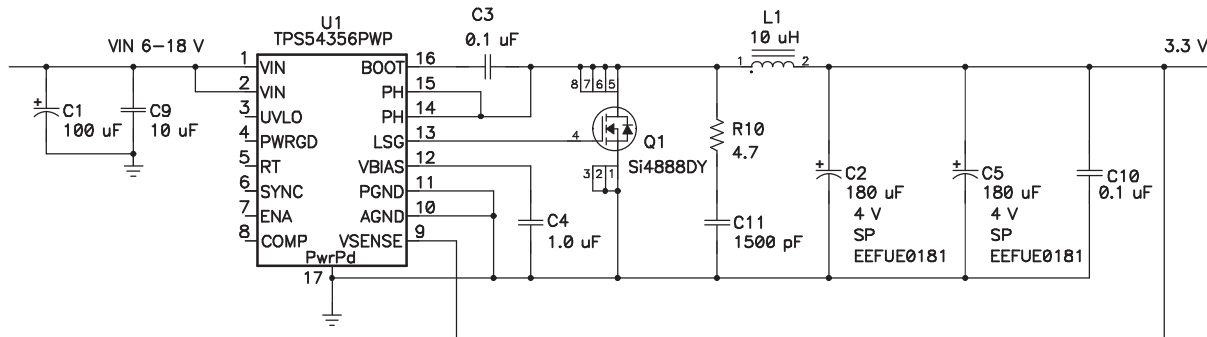 U1
TPS54356PWP
VIN 6–18 V
1 VIN
2 VIN
3 UVLO
4 PWRGD
5 RT
6 SYNC
7 ENA
8 COMP
BOOT 16
PH 15
PH 14
LSG 13
VBIAS 12
PGND 11
AGND 10
VSENSE 9
PwrPd
17
C1
100 uF
C9
10 uF
C3
0.1 uF
C4
1.0 uF
8 7 6 5
4
3 2 1
Q1
Si4888DY
R10
4.7
C11
1500 pF
L1
10 uH
1 2
C2
180 uF
4 V
SP
EEFUE0181
C5
180 uF
4 V
SP
EEFUE0181
C10
0.1 uF
3.3 V